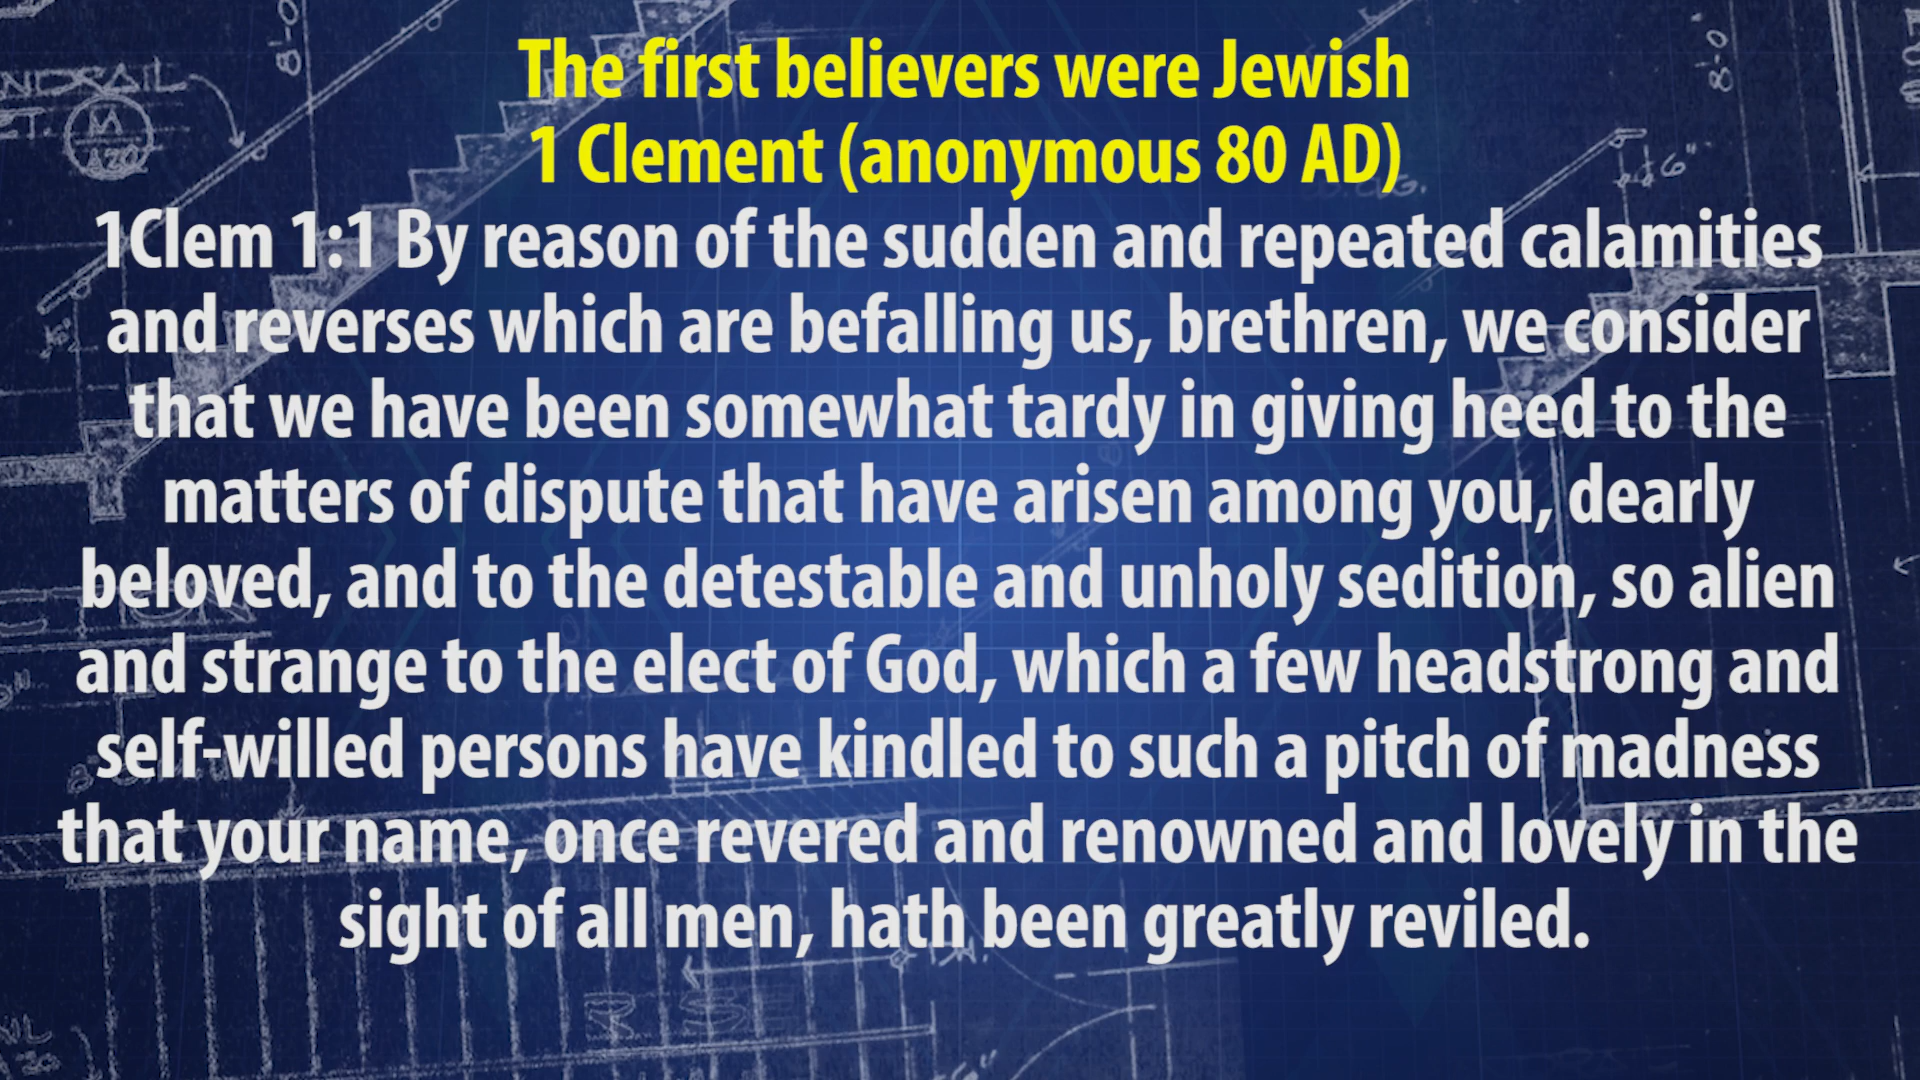 The first believers were Jewish
1 Clement (anonymous 80 AD)
1Clem 1:1 By reason of the sudden and repeated calamities
and reverses which are befalling us, brethren, we consider
that we have been somewhat tardy in giving heed to the
matters of dispute that have arisen among you, dearly
beloved, and to the detestable and unholy sedition, so alien
and strange to the elect of God, which a few headstrong and
self-willed persons have kindled to such a pitch of madness
that your name, once revered and renowned and lovely in the
sight of all men, hath been greatly reviled.
8'-0
8'-0"
6"